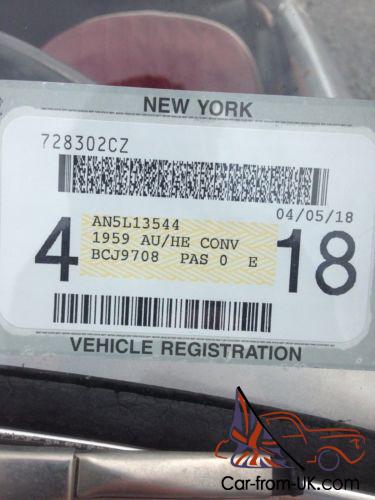 NEW YORK
728302CZ
04/05/18
4
AN5L13544
1959 AU/HE CONV
BCJ9708 PAS 0 E
18
VEHICLE REGISTRATION
Car-from-UK.com